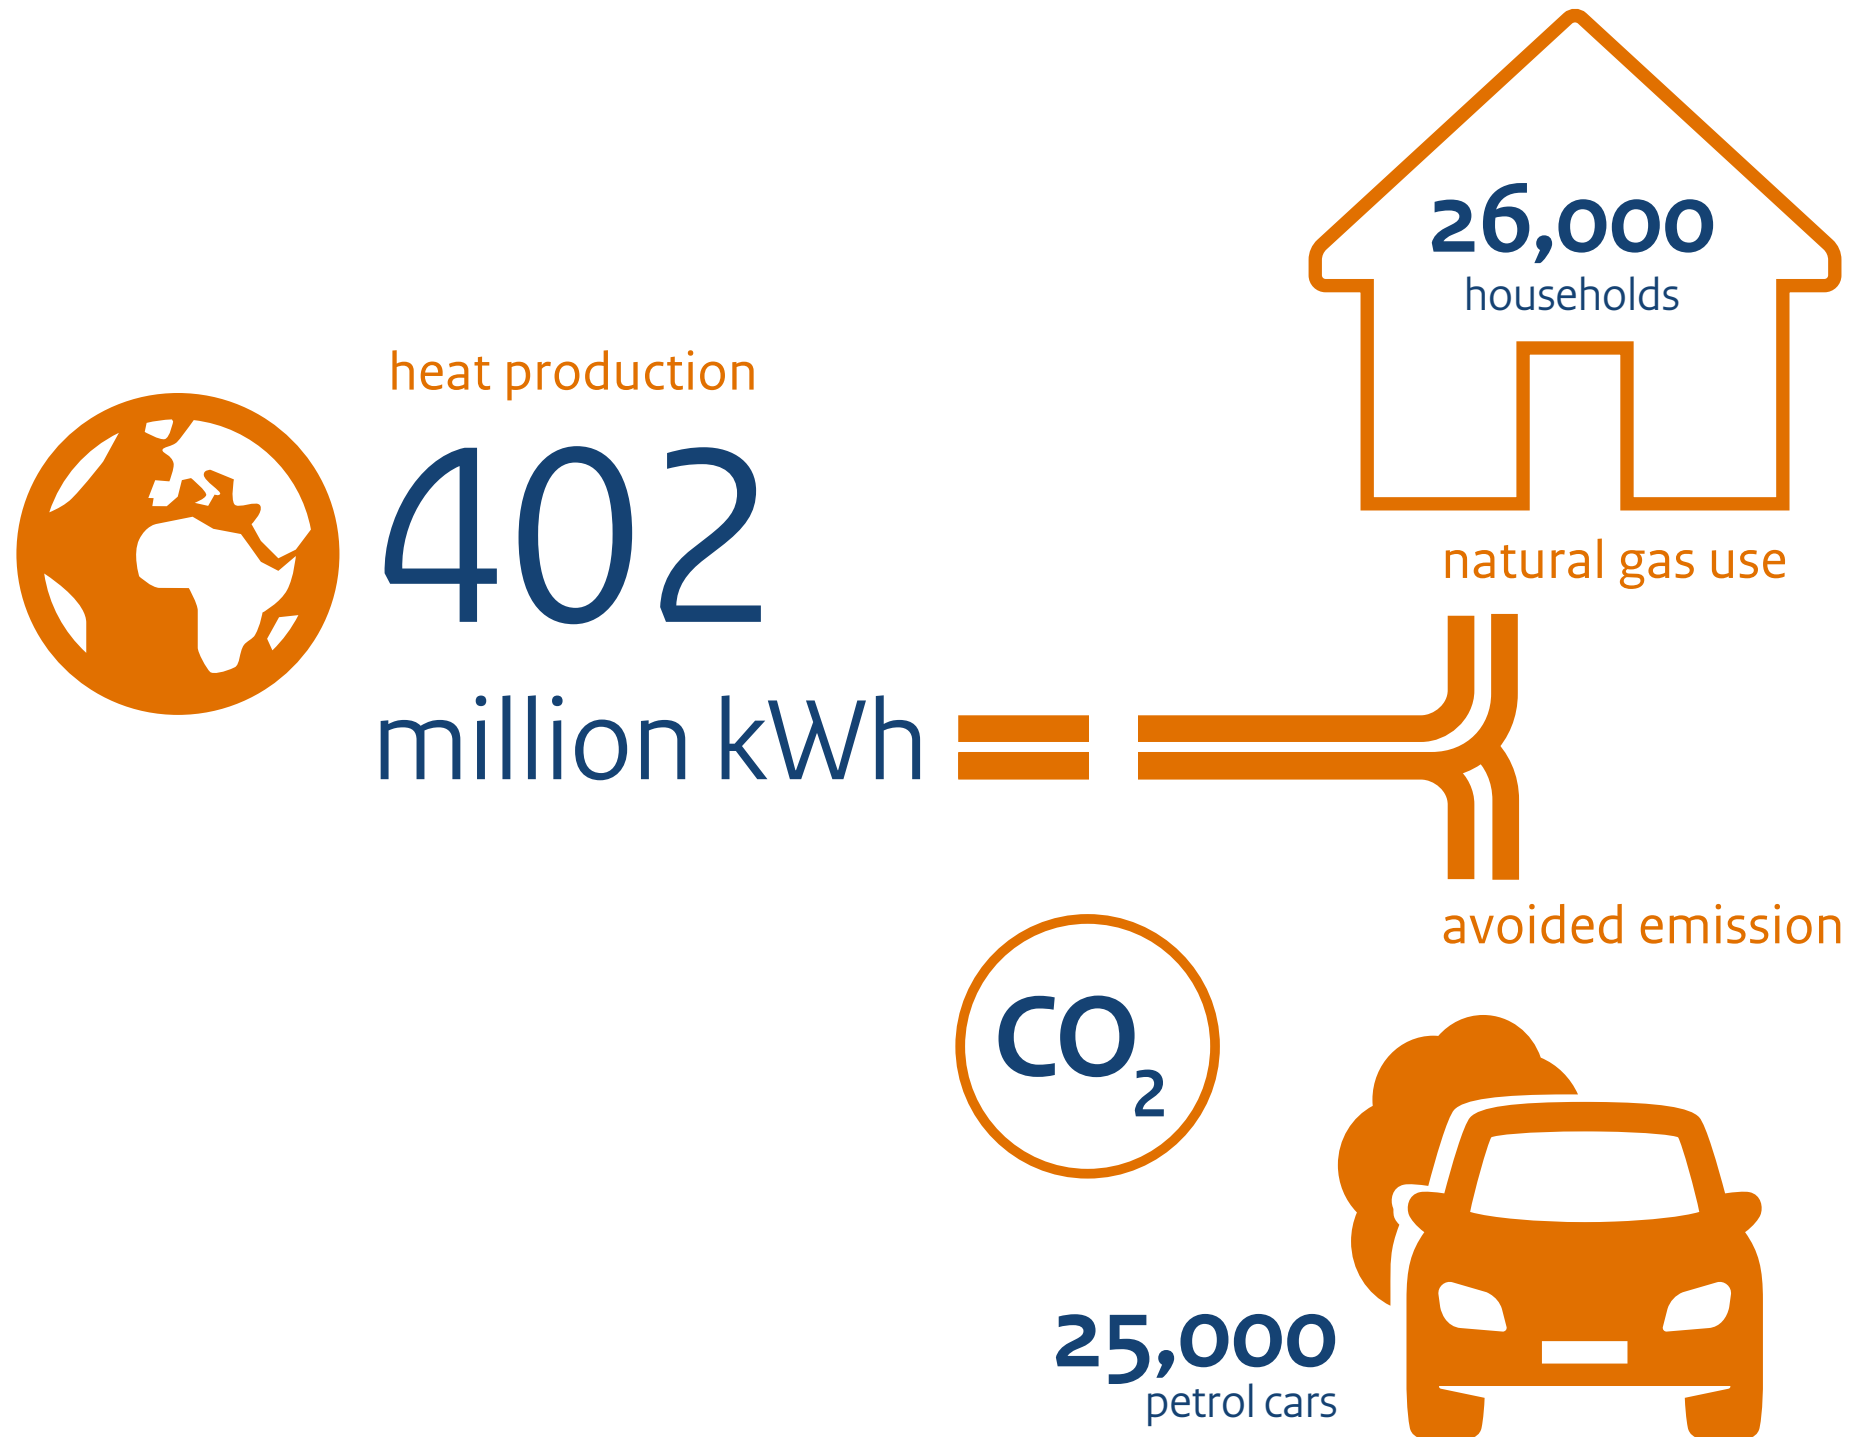 heat production
402
million kWh
26,000
households
natural gas use
avoided emission
CO₂
25,000
petrol cars